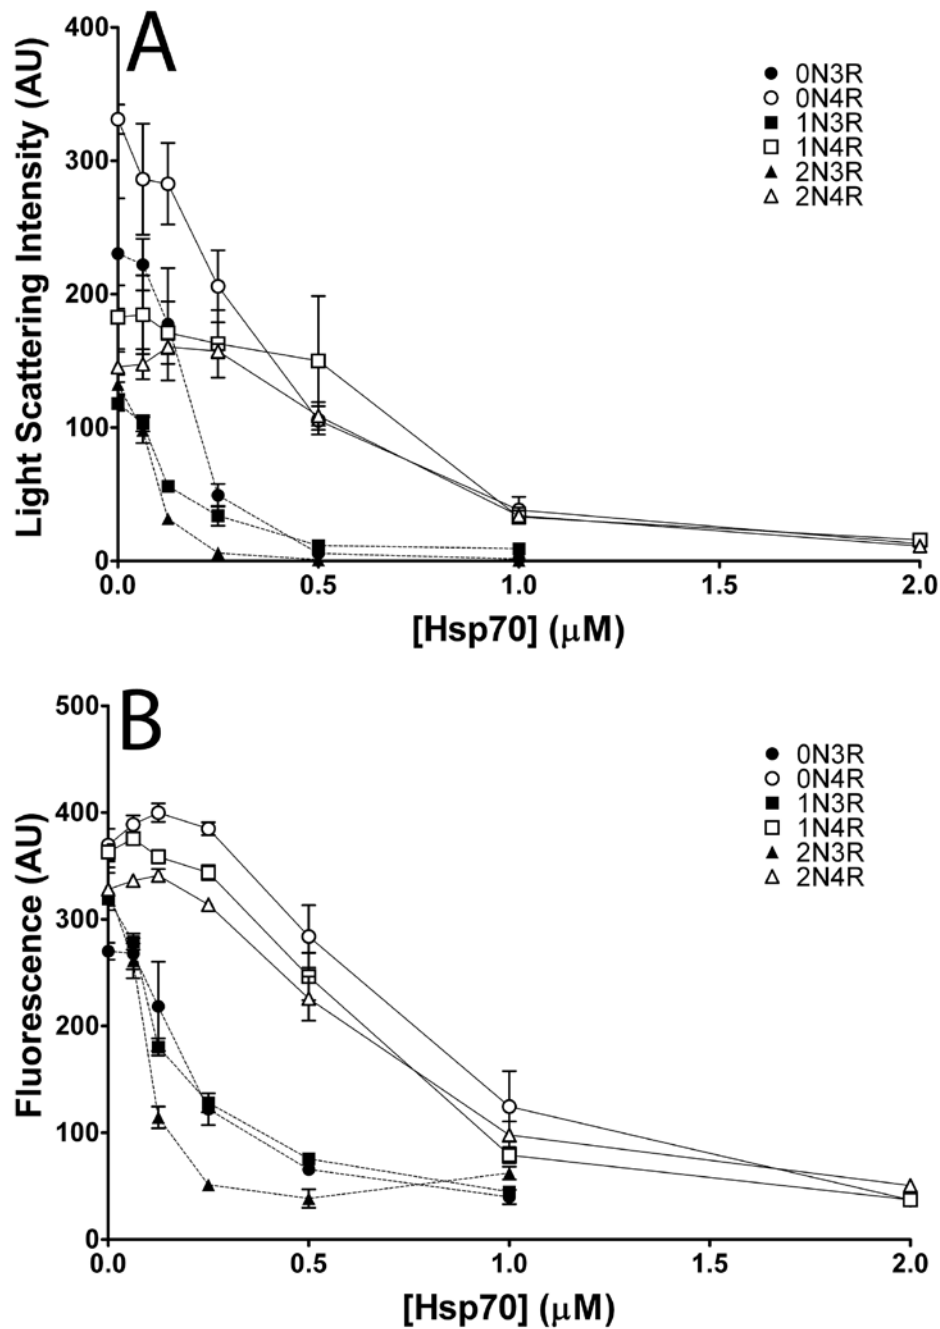 A
Light Scattering Intensity (AU)
400
300
200
100
0
0.0 0.5 1.0 1.5 2.0
[Hsp70] (μM)
0N3R
0N4R
1N3R
1N4R
2N3R
2N4R
B
Fluorescence (AU)
500
400
300
200
100
0
0.0 0.5 1.0 1.5 2.0
[Hsp70] (μM)
0N3R
0N4R
1N3R
1N4R
2N3R
2N4R